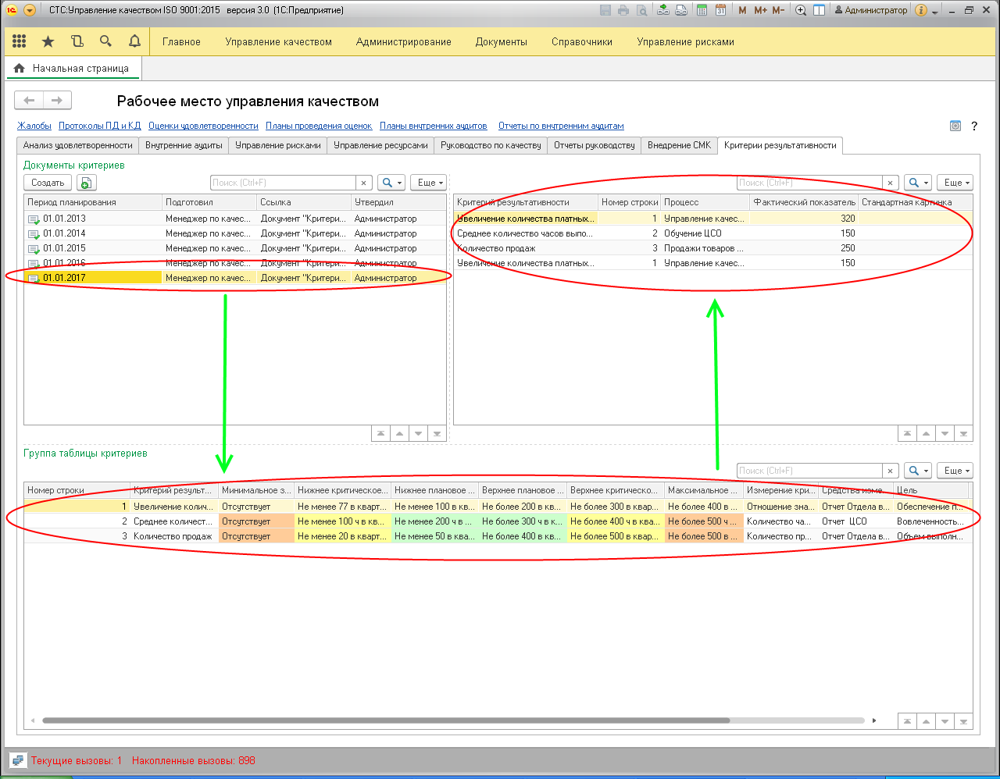 СТС:Управление качеством ISO 9001:2015 версия 3.0 (1С:Предприятие)
M M+ M- Администратор
Главное Управление качеством Администрирование Документы Справочники Управление рисками
Начальная страница
Рабочее место управления качеством
Жалобы Протоколы ПД и КД Оценки удовлетворенности Планы проведения оценок Планы внутренних аудитов Отчеты по внутренним аудитам ?
Анализ удовлетворенности Внутренние аудиты Управление рисками Управление ресурсами Руководство по качеству Отчеты руководству Внедрение СМК Критерии результативности
Документы критериев
Создать Поиск (Ctrl+F) × Еще Поиск (Ctrl+F) × Еще
Период планирования Подготовил Ссылка Утвердил Критерий результативности Номер строки Процесс Фактический показатель Стандартная картинка
01.01.2013 Менеджер по качес... Документ "Критери... Администратор Увеличение количества платных... 1 Управление качес... 320
01.01.2014 Менеджер по качес... Документ "Критери... Администратор Среднее количество часов выпо... 2 Обучение ЦСО 150
01.01.2015 Менеджер по качес... Документ "Критери... Администратор Количество продаж 3 Продажи товаров ... 250
01.01.2016 Менеджер по качес... Документ "Критери... Администратор Увеличение количества платных... 1 Управление качес... 150
01.01.2017 Менеджер по качес... Документ "Критери... Администратор
Группа таблицы критериев
Поиск (Ctrl+F) × Еще
Номер строки Критерий результ... Минимальное з... Нижнее критическое... Нижнее плановое ... Верхнее плановое ... Верхнее критическо... Максимальное ... Измерение кри... Средства изме... Цель
1 Увеличение колич... Отсутствует Не менее 77 в кварт... Не менее 100 в кв... Не более 200 в кв... Не более 300 в кварт... Не более 400 в ... Отношение зна... Отчет Отдела в... Обеспечение п...
2 Среднее количест... Отсутствует Не менее 100 ч в кв... Не менее 200 ч в ... Не более 300 ч в к... Не более 400 ч в кв... Не более 500 ч ... Количество ча... Отчет ЦСО Вовлеченность...
3 Количество продаж Отсутствует Не менее 20 в кварт... Не менее 50 в ква... Не более 400 в кв... Не более 500 в квар... Не более 500 в ... Количество пр... Отчет Отдела в... Объем выполн...
Текущие вызовы: 1 Накопленные вызовы: 898